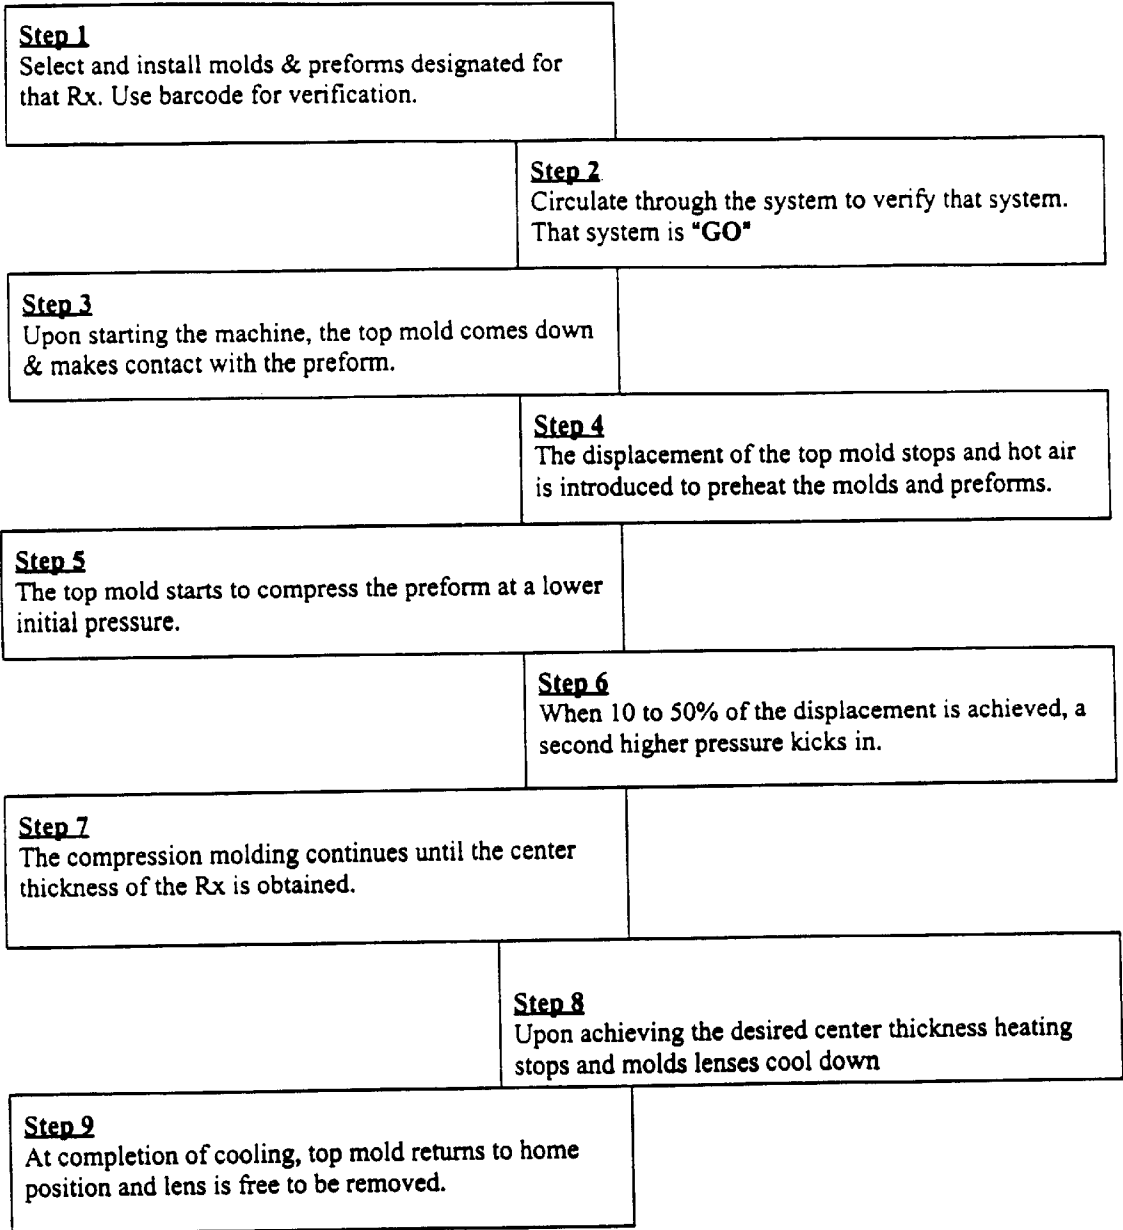 Step 1
Select and install molds & preforms designated for
that Rx. Use barcode for verification.
Step 2
Circulate through the system to verify that system.
That system is "GO"
Step 3
Upon starting the machine, the top mold comes down
& makes contact with the preform.
Step 4
The displacement of the top mold stops and hot air
is introduced to preheat the molds and preforms.
Step 5
The top mold starts to compress the preform at a lower
initial pressure.
Step 6
When 10 to 50% of the displacement is achieved, a
second higher pressure kicks in.
Step 7
The compression molding continues until the center
thickness of the Rx is obtained.
Step 8
Upon achieving the desired center thickness heating
stops and molds lenses cool down
Step 9
At completion of cooling, top mold returns to home
position and lens is free to be removed.